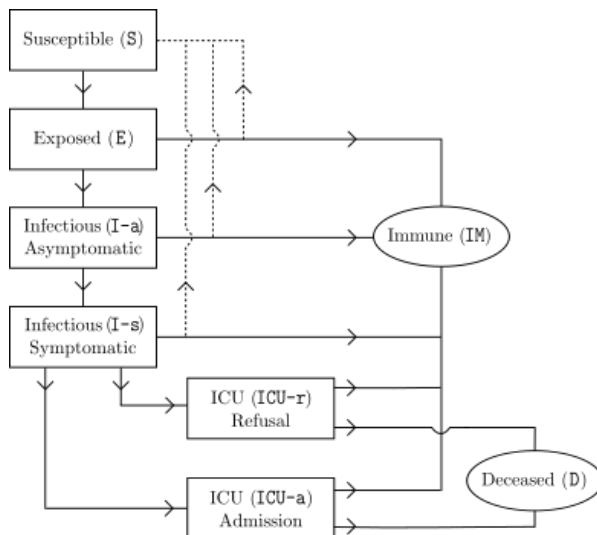 Susceptible (S)
Exposed (E)
Infectious (I-a)
Asymptomatic
Immune (IM)
Infectious (I-s)
Symptomatic
ICU (ICU-r)
Refusal
Deceased (D)
ICU (ICU-a)
Admission